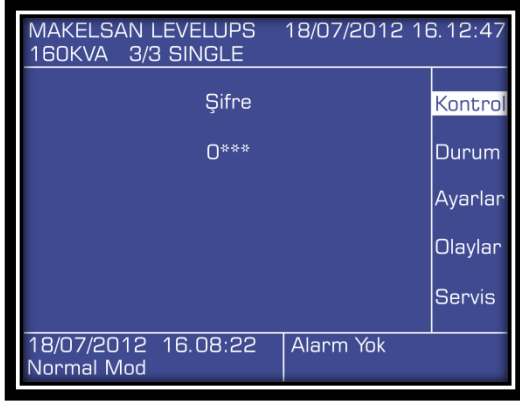 MAKELSAN LEVELUPS 18/07/2012 16.12:47
160KVA 3/3 SINGLE
Şifre
0***
Kontrol
Durum
Ayarlar
Olaylar
Servis
18/07/2012 16.08:22
Normal Mod
Alarm Yok